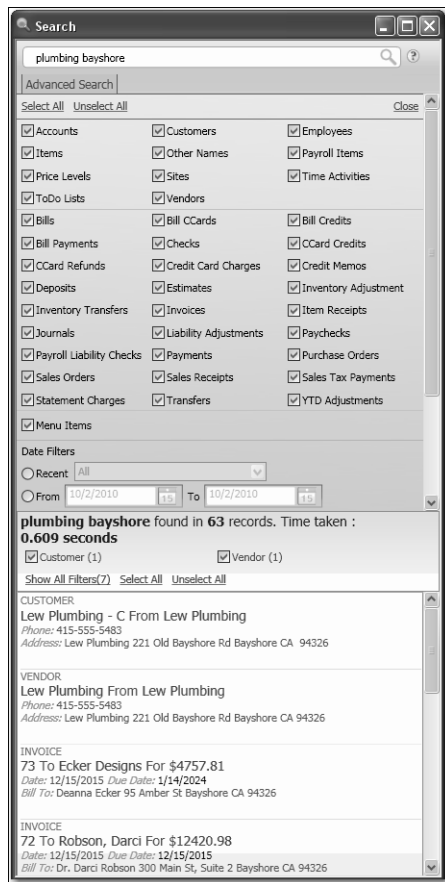 Search
plumbing bayshore
Advanced Search
Select All Unselect All Close
Accounts Customers Employees
Items Other Names Payroll Items
Price Levels Sites Time Activities
ToDo Lists Vendors
Bills Bill CCards Bill Credits
Bill Payments Checks CCard Credits
CCard Refunds Credit Card Charges Credit Memos
Deposits Estimates Inventory Adjustment
Inventory Transfers Invoices Item Receipts
Journals Liability Adjustments Paychecks
Payroll Liability Checks Payments Purchase Orders
Sales Orders Sales Receipts Sales Tax Payments
Statement Charges Transfers YTD Adjustments
Menu Items
Date Filters
Recent All
From 10/2/2010 15 To 10/2/2010 15
plumbing bayshore found in 63 records. Time taken :
0.609 seconds
Customer (1) Vendor (1)
Show All Filters(7) Select All Unselect All
CUSTOMER
Lew Plumbing - C From Lew Plumbing
Phone: 415-555-5483
Address: Lew Plumbing 221 Old Bayshore Rd Bayshore CA 94326
VENDOR
Lew Plumbing From Lew Plumbing
Phone: 415-555-5483
Address: Lew Plumbing 221 Old Bayshore Rd Bayshore CA 94326
INVOICE
73 To Ecker Designs For $4757.81
Date: 12/15/2015 Due Date: 1/14/2024
Bill To: Deanna Ecker 95 Amber St Bayshore CA 94326
INVOICE
72 To Robson, Darci For $12420.98
Date: 12/15/2015 Due Date: 12/15/2015
Bill To: Dr. Darci Robson 300 Main St, Suite 2 Bayshore CA 94326